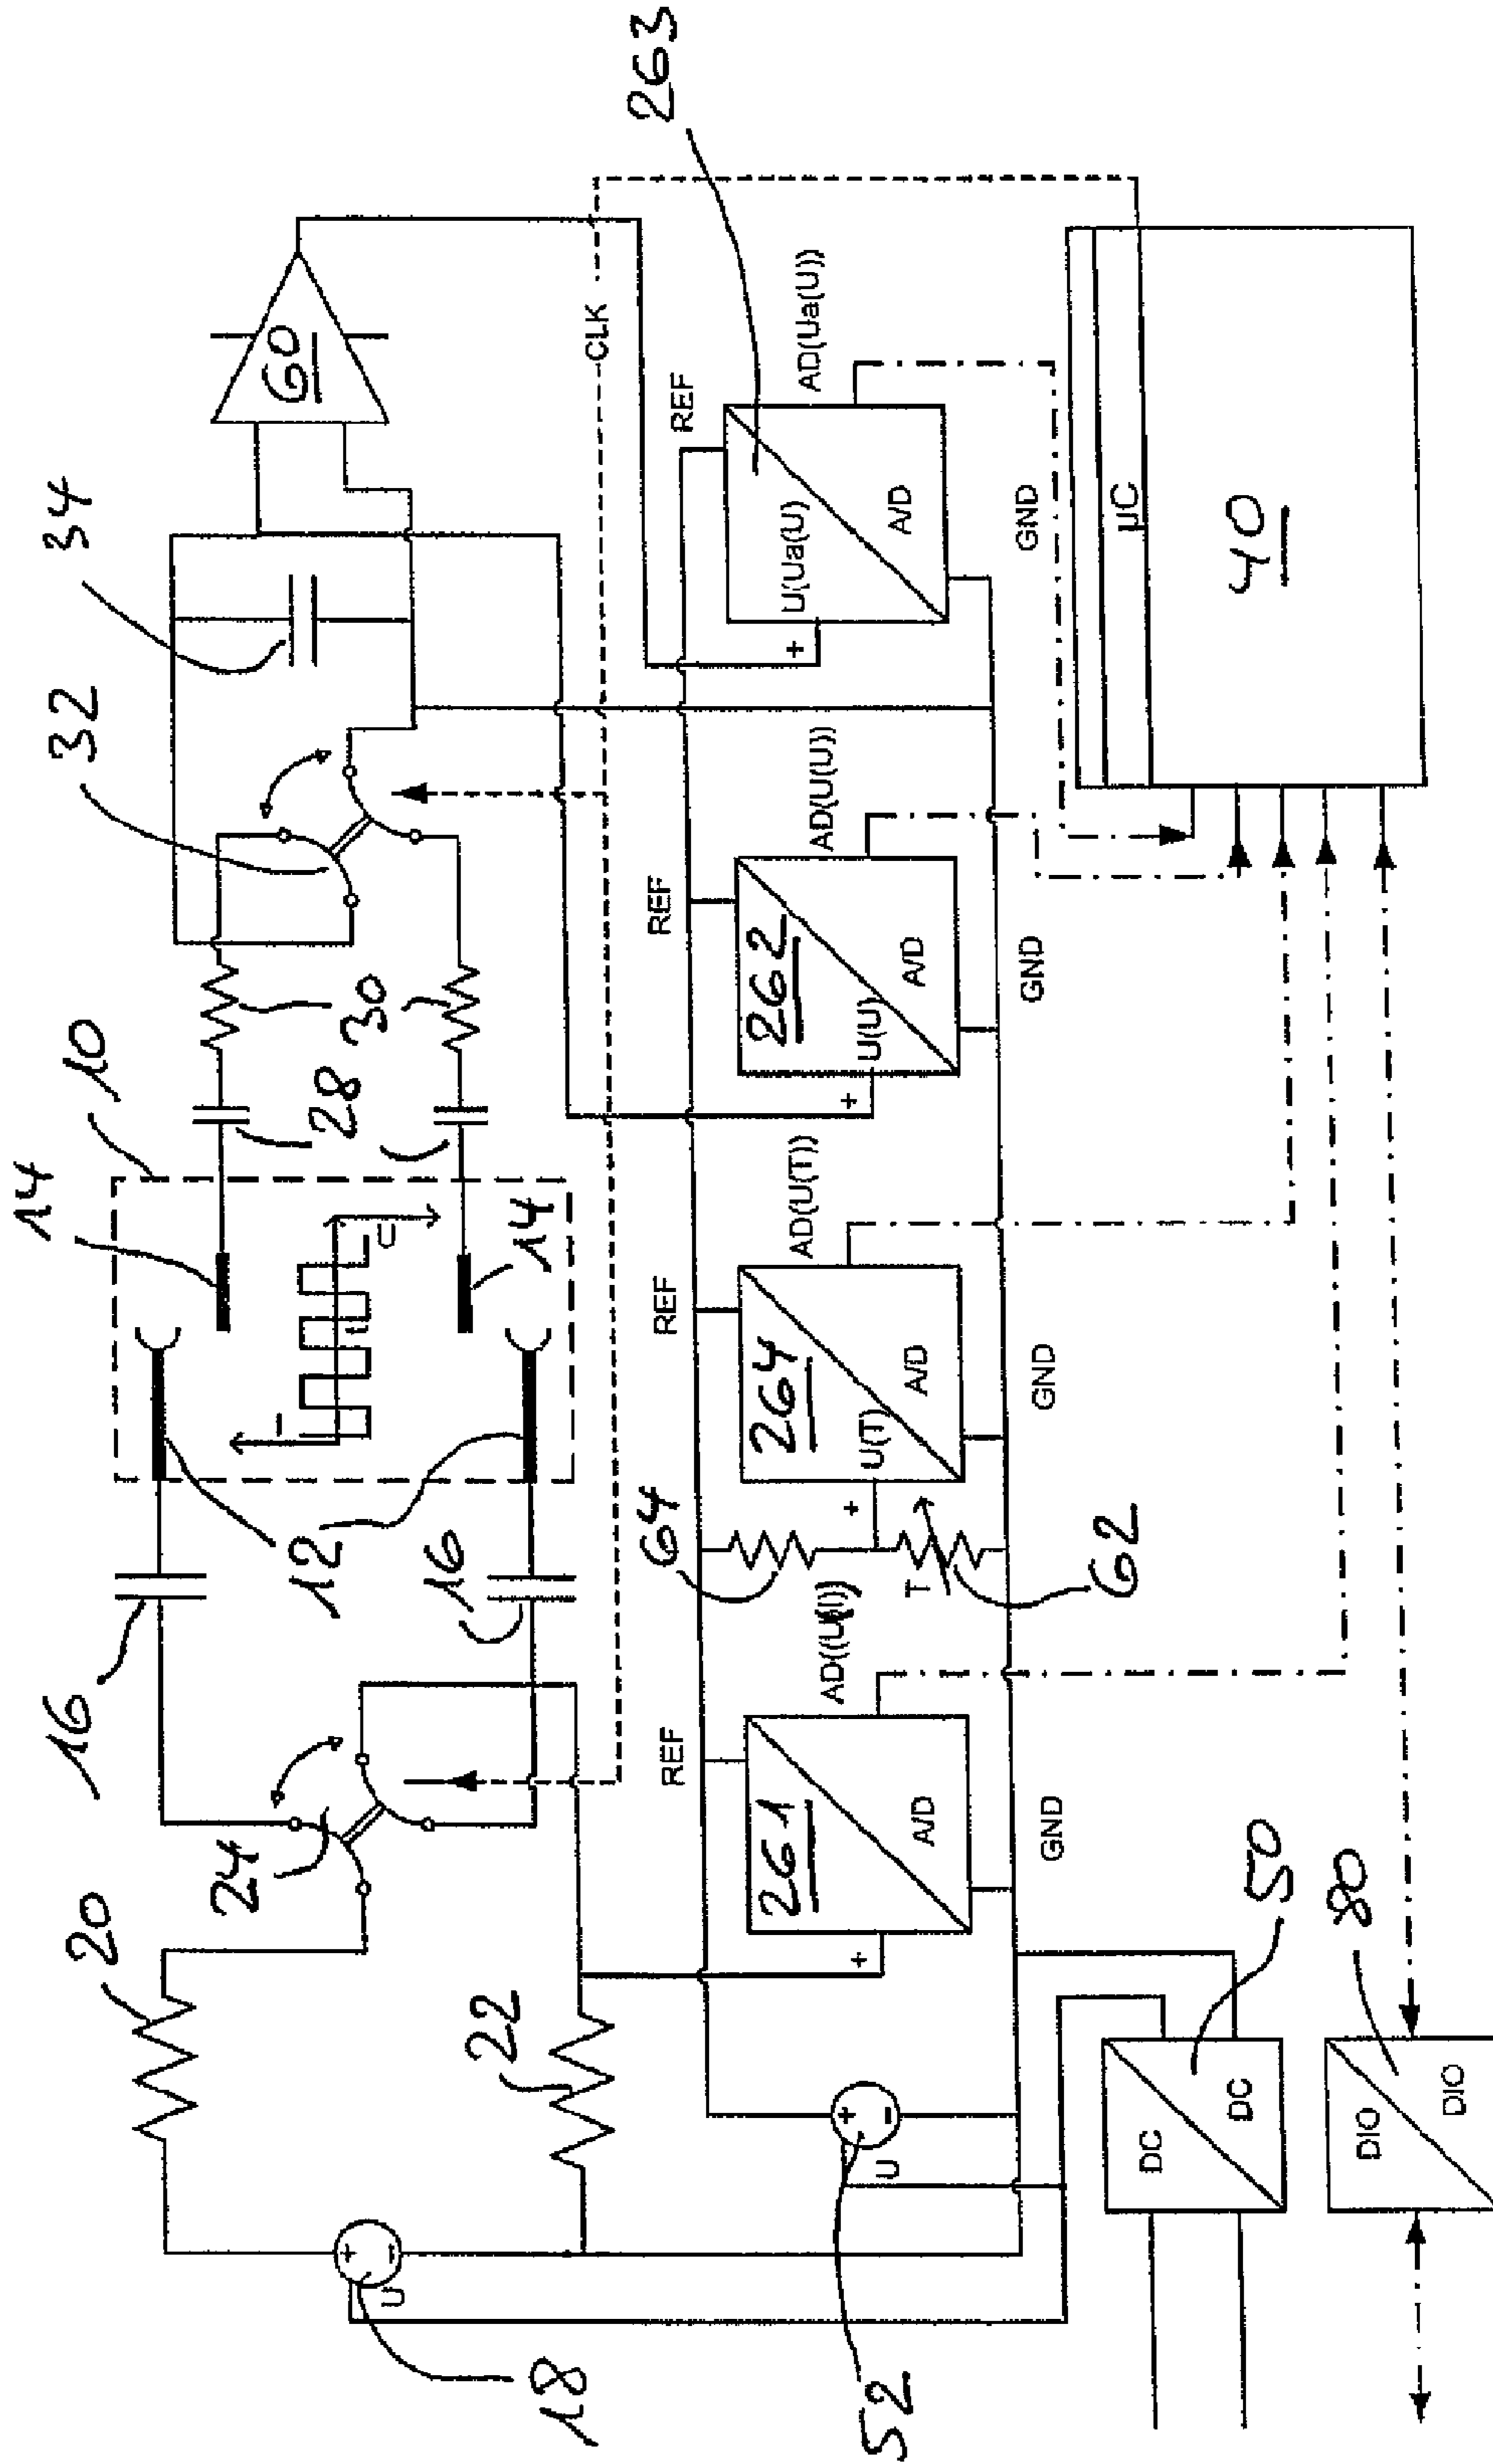 14
10
16
12
16
14
28
30
32
34
60
20
24
22
18
U
I
t
U
CLK
52
U
REF
261
A/D
+
GND
AD((U(I))
64
62
T
REF
264
U(T)
A/D
+
GND
AD(U(T))
REF
262
U(U)
A/D
+
GND
AD(U(U))
REF
263
U(Ua(U)
A/D
+
GND
AD(Ua(U))
µC
40
DC
DC
50
DIO
DIO
80
+
-
+
-